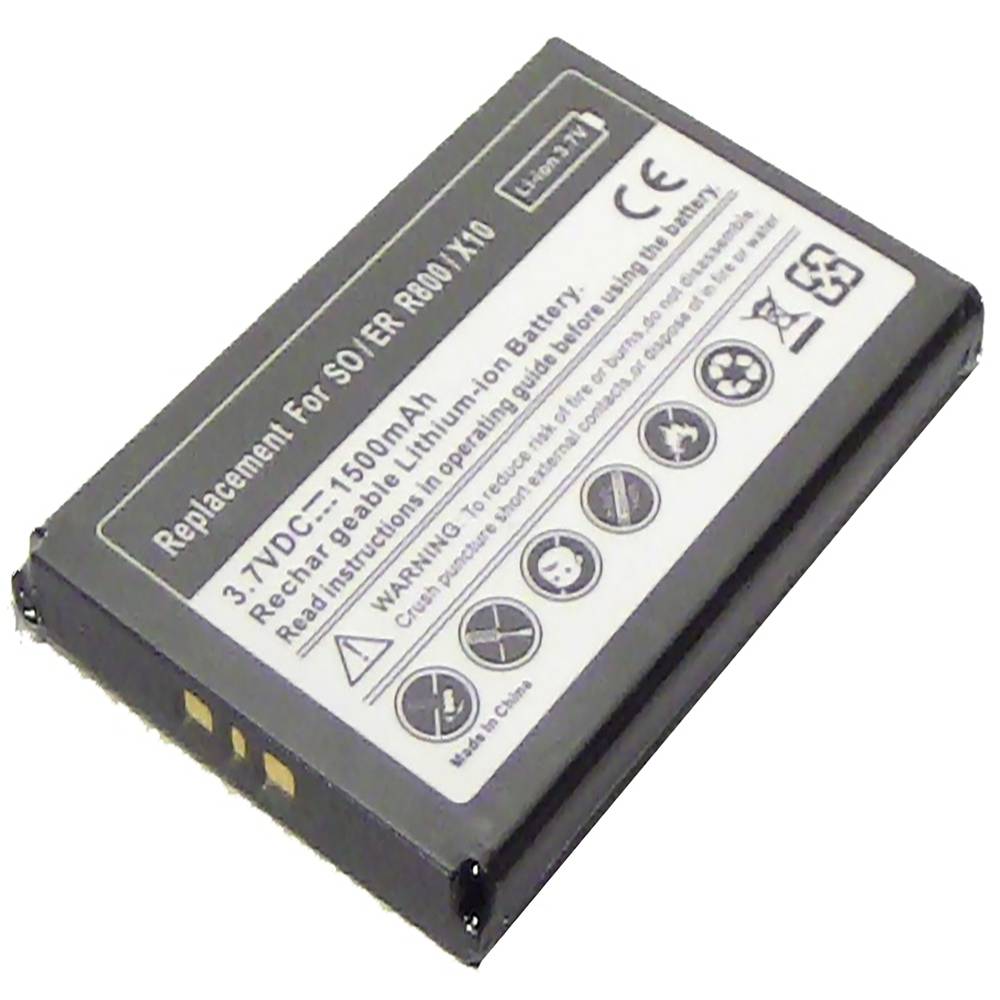 Replacement For SO/ER R800/X10
Li-ion 3.7V
3.7VDC⎓1500mAh
Rechar geable Lithium-ion Battery.
Read Instructions in operating guide before using the battery.
WARNING: To reduce risk of fire or burns,do not disassemble,
Crush puncture short external contacts,or dispose of in fire or water
CE
Made In China